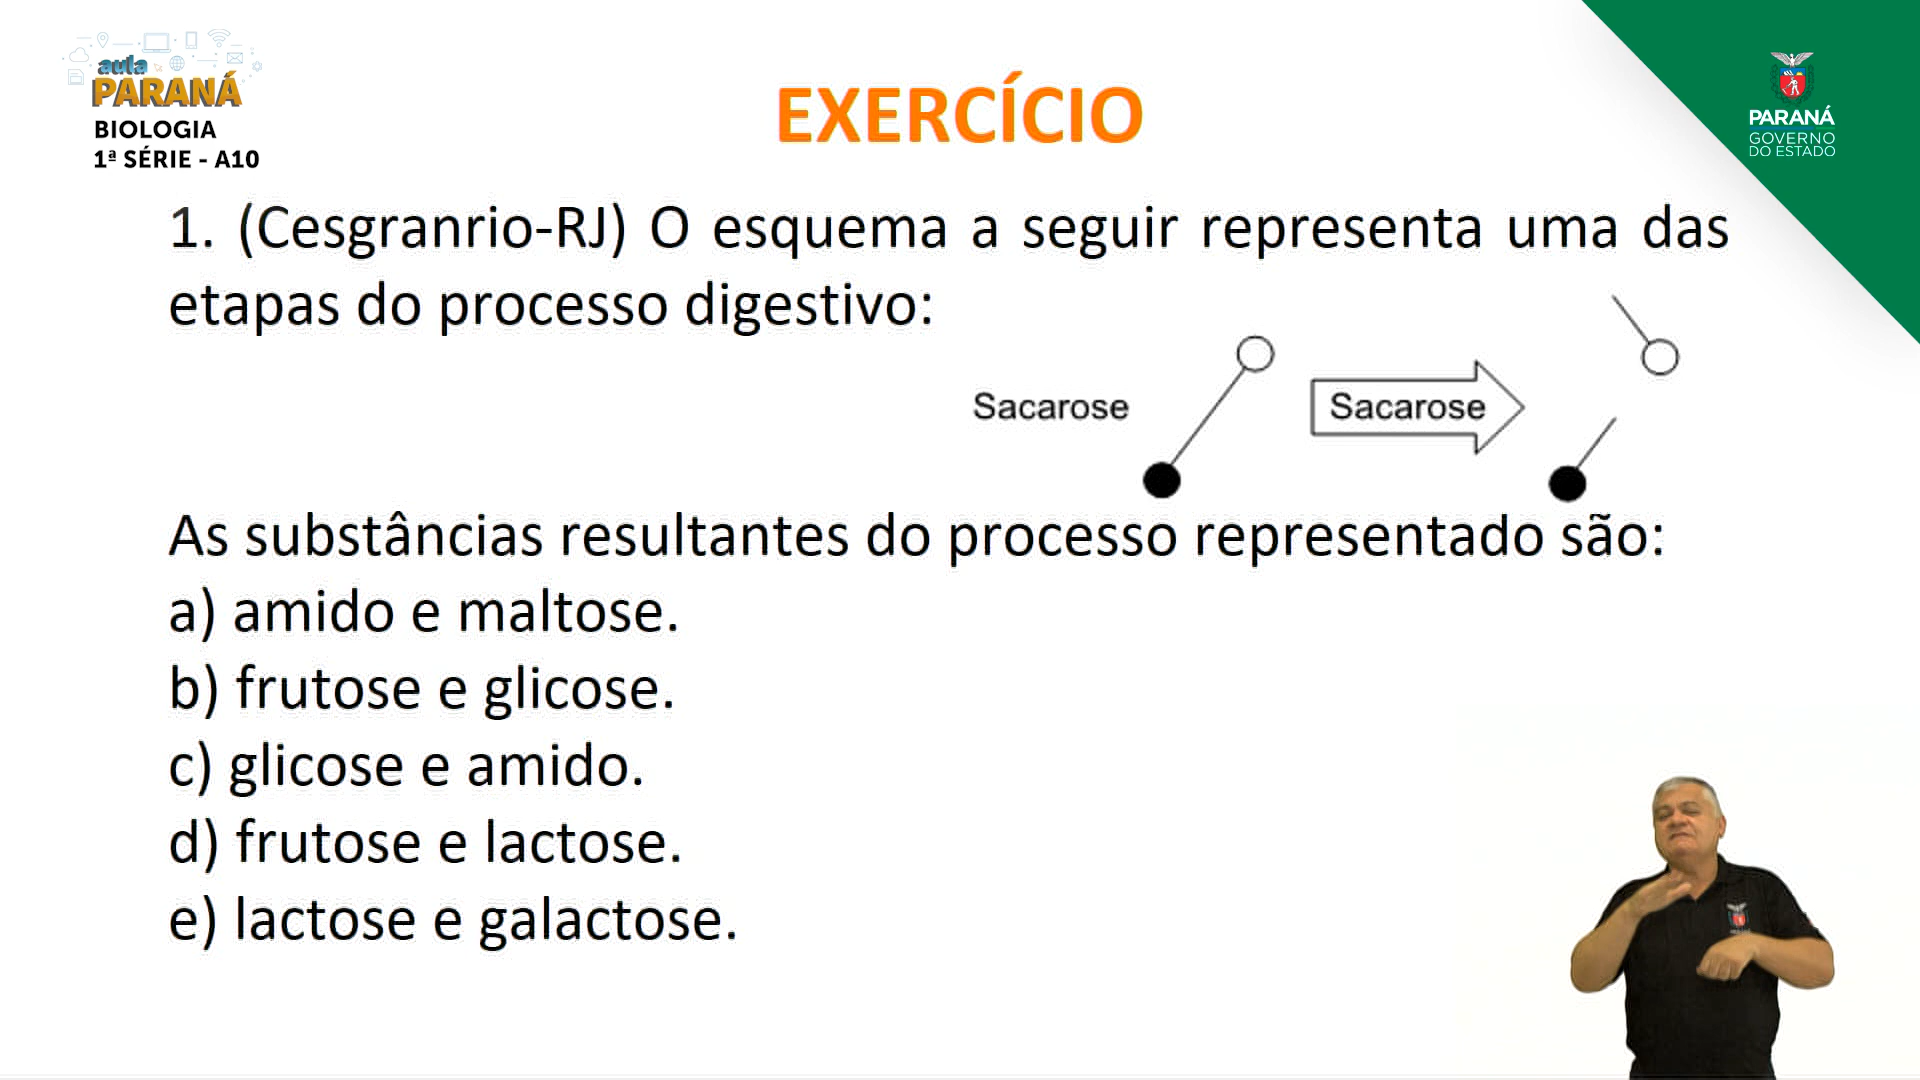 aula
PARANÁ
BIOLOGIA
1ª SÉRIE - A10
EXERCÍCIO
PARANÁ
GOVERNO
DO ESTADO
1. (Cesgranrio-RJ) O esquema a seguir representa uma das
etapas do processo digestivo:
Sacarose
Sacarose
As substâncias resultantes do processo representado são:
a) amido e maltose.
b) frutose e glicose.
c) glicose e amido.
d) frutose e lactose.
e) lactose e galactose.